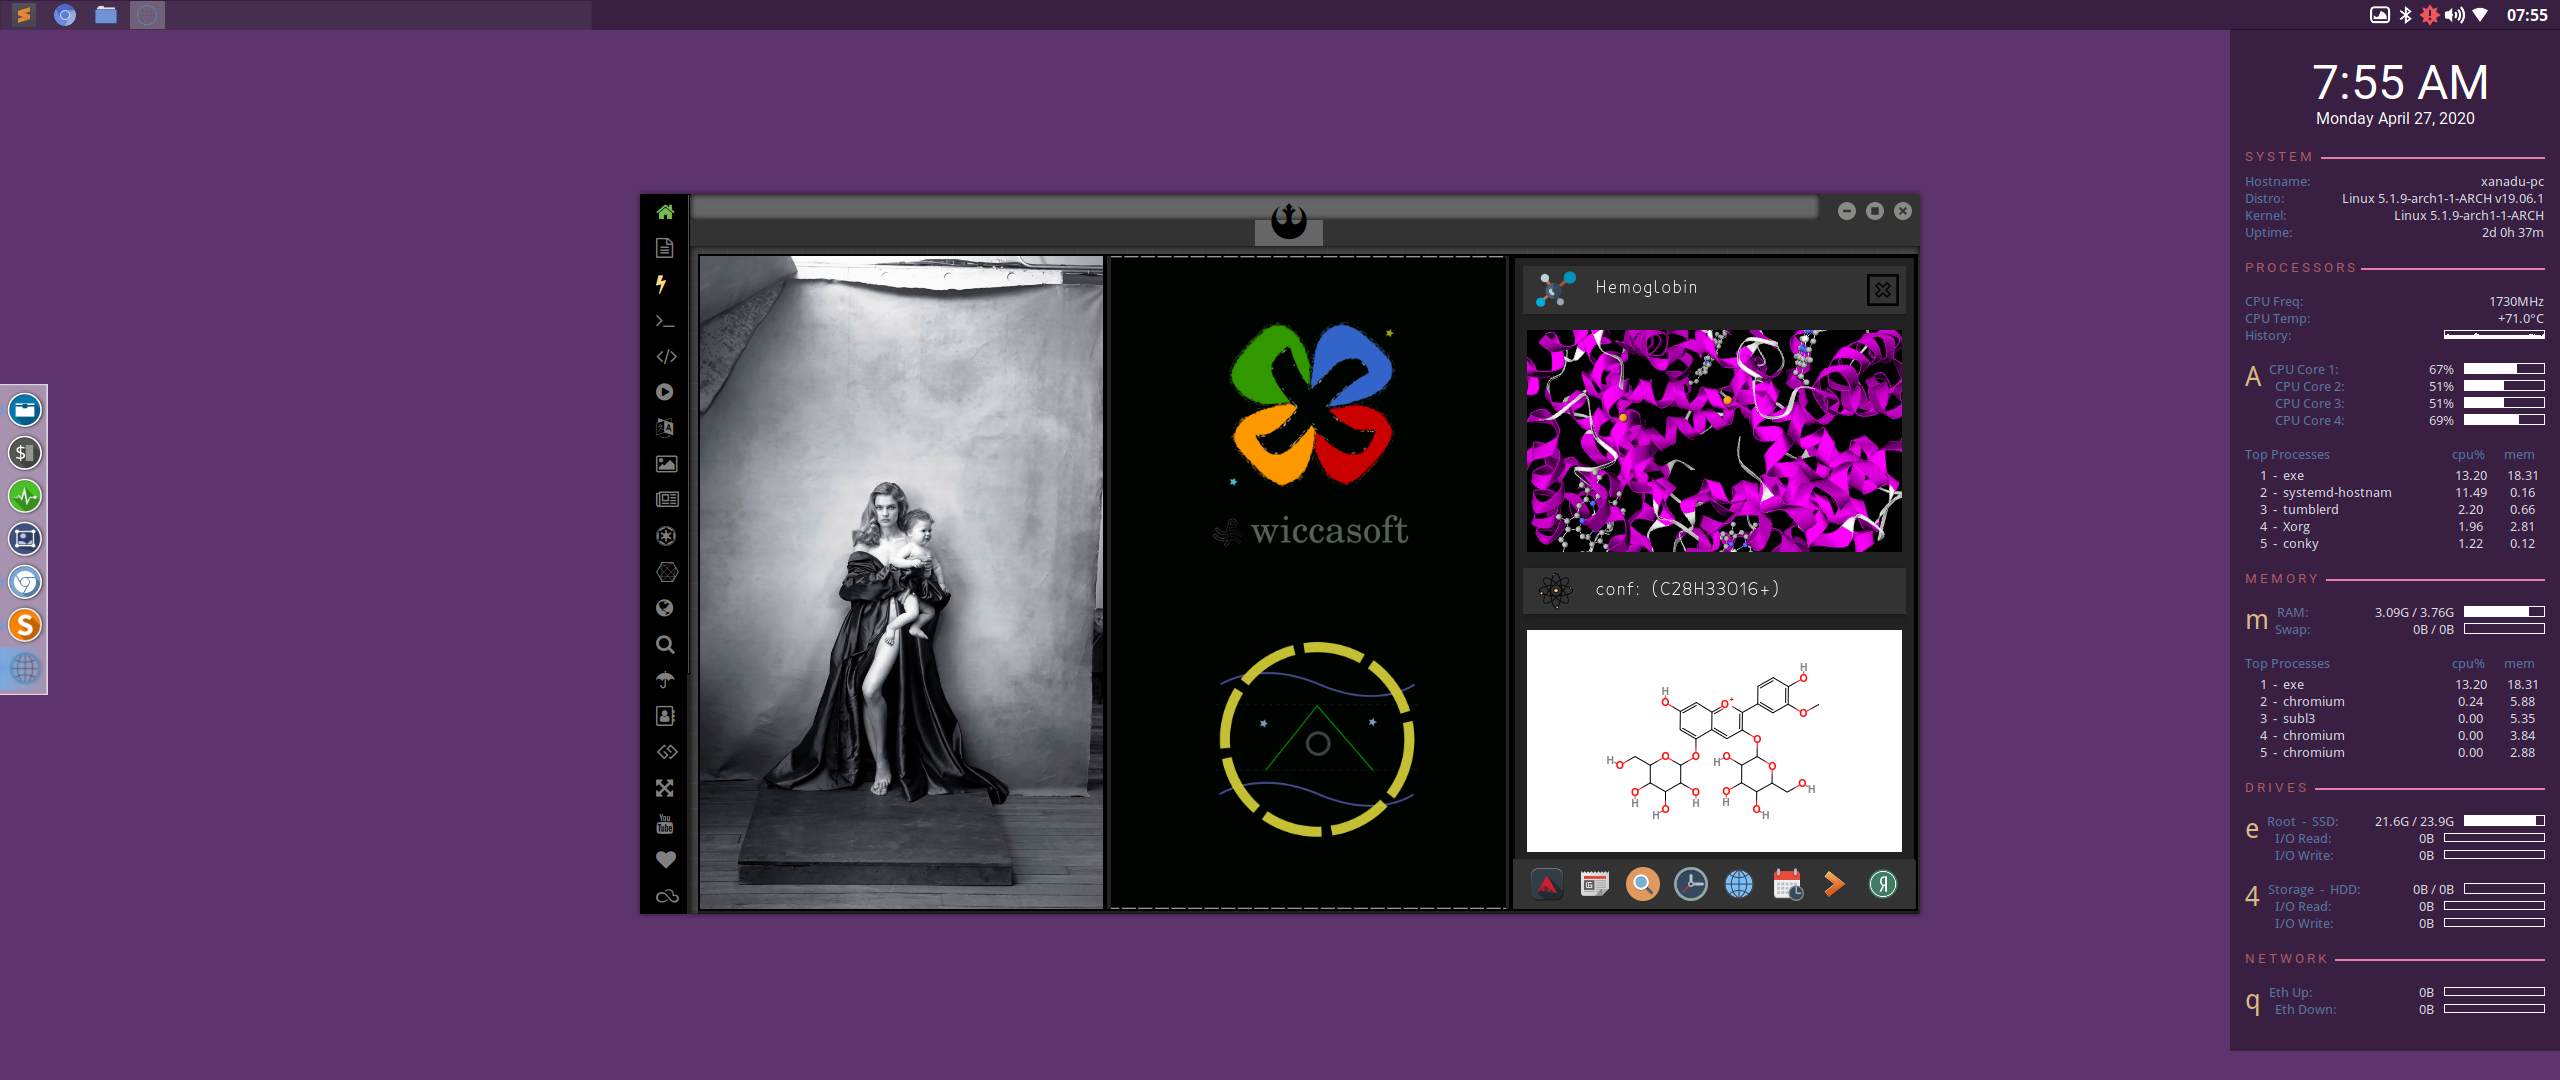 07:55
7:55 AM
Monday April 27, 2020
SYSTEM
Hostname: xanadu-pc
Distro: Linux 5.1.9-arch1-1-ARCH v19.06.1
Kernel: Linux 5.1.9-arch1-1-ARCH
Uptime: 2d 0h 37m
PROCESSORS
CPU Freq: 1730MHz
CPU Temp: +71.0°C
History:
A CPU Core 1: 67%
CPU Core 2: 51%
CPU Core 3: 51%
CPU Core 4: 69%
Top Processes cpu% mem
1 - exe 13.20 18.31
2 - systemd-hostnam 11.49 0.16
3 - tumblerd 2.20 0.66
4 - Xorg 1.96 2.81
5 - conky 1.22 0.12
MEMORY
m RAM: 3.09G / 3.76G
Swap: 0B / 0B
Top Processes cpu% mem
1 - exe 13.20 18.31
2 - chromium 0.24 5.88
3 - subl3 0.00 5.35
4 - chromium 0.00 3.84
5 - chromium 0.00 2.88
DRIVES
e Root - SSD: 21.6G / 23.9G
I/O Read: 0B
I/O Write: 0B
4 Storage - HDD: 0B / 0B
I/O Read: 0B
I/O Write: 0B
NETWORK
q Eth Up: 0B
Eth Down: 0B
You
Tube
wiccasoft
Hemoglobin
conf: (C28H33O16+)
H
O
H
O
O+
O
O
O
H
O
O
H
O
O
O
H
O
H
O
H
O
H
O
H
O
H
O
H